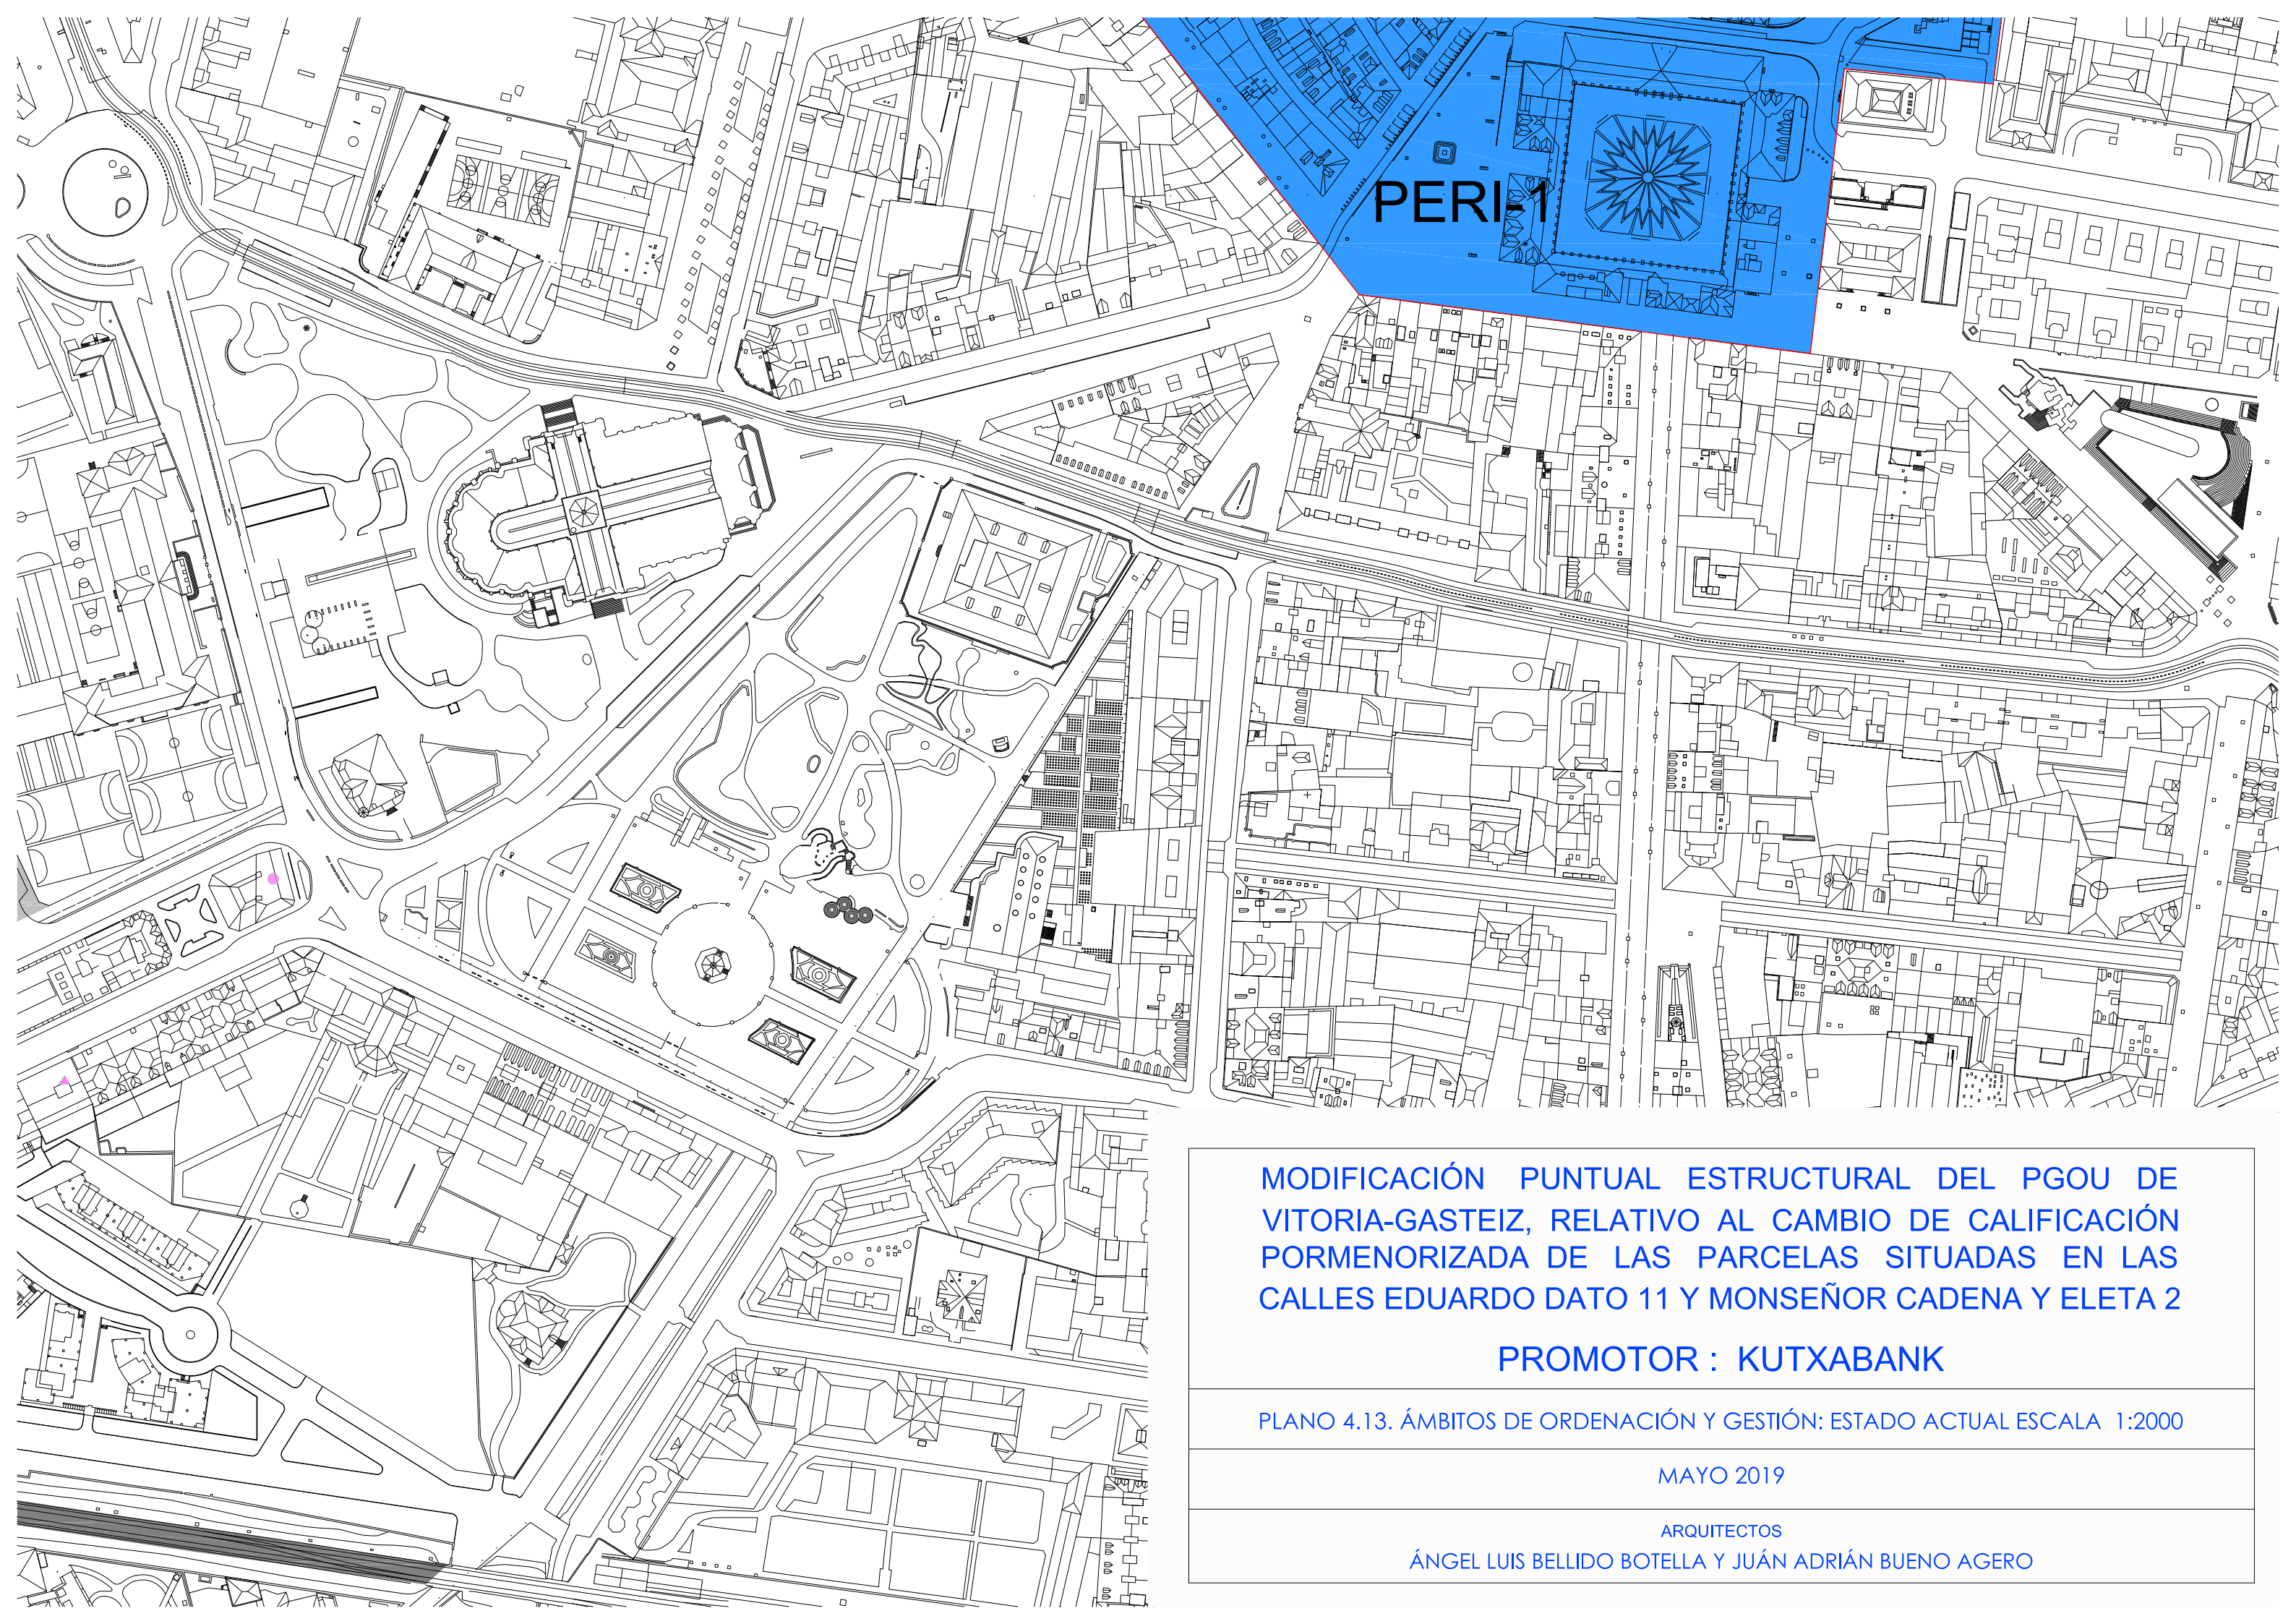 PERI-1
MODIFICACIÓN PUNTUAL ESTRUCTURAL DEL PGOU DE
VITORIA-GASTEIZ, RELATIVO AL CAMBIO DE CALIFICACIÓN
PORMENORIZADA DE LAS PARCELAS SITUADAS EN LAS
CALLES EDUARDO DATO 11 Y MONSEÑOR CADENA Y ELETA 2
PROMOTOR : KUTXABANK
PLANO 4.13. ÁMBITOS DE ORDENACIÓN Y GESTIÓN: ESTADO ACTUAL ESCALA 1:2000
MAYO 2019
ARQUITECTOS
ÁNGEL LUIS BELLIDO BOTELLA Y JUÁN ADRIÁN BUENO AGERO